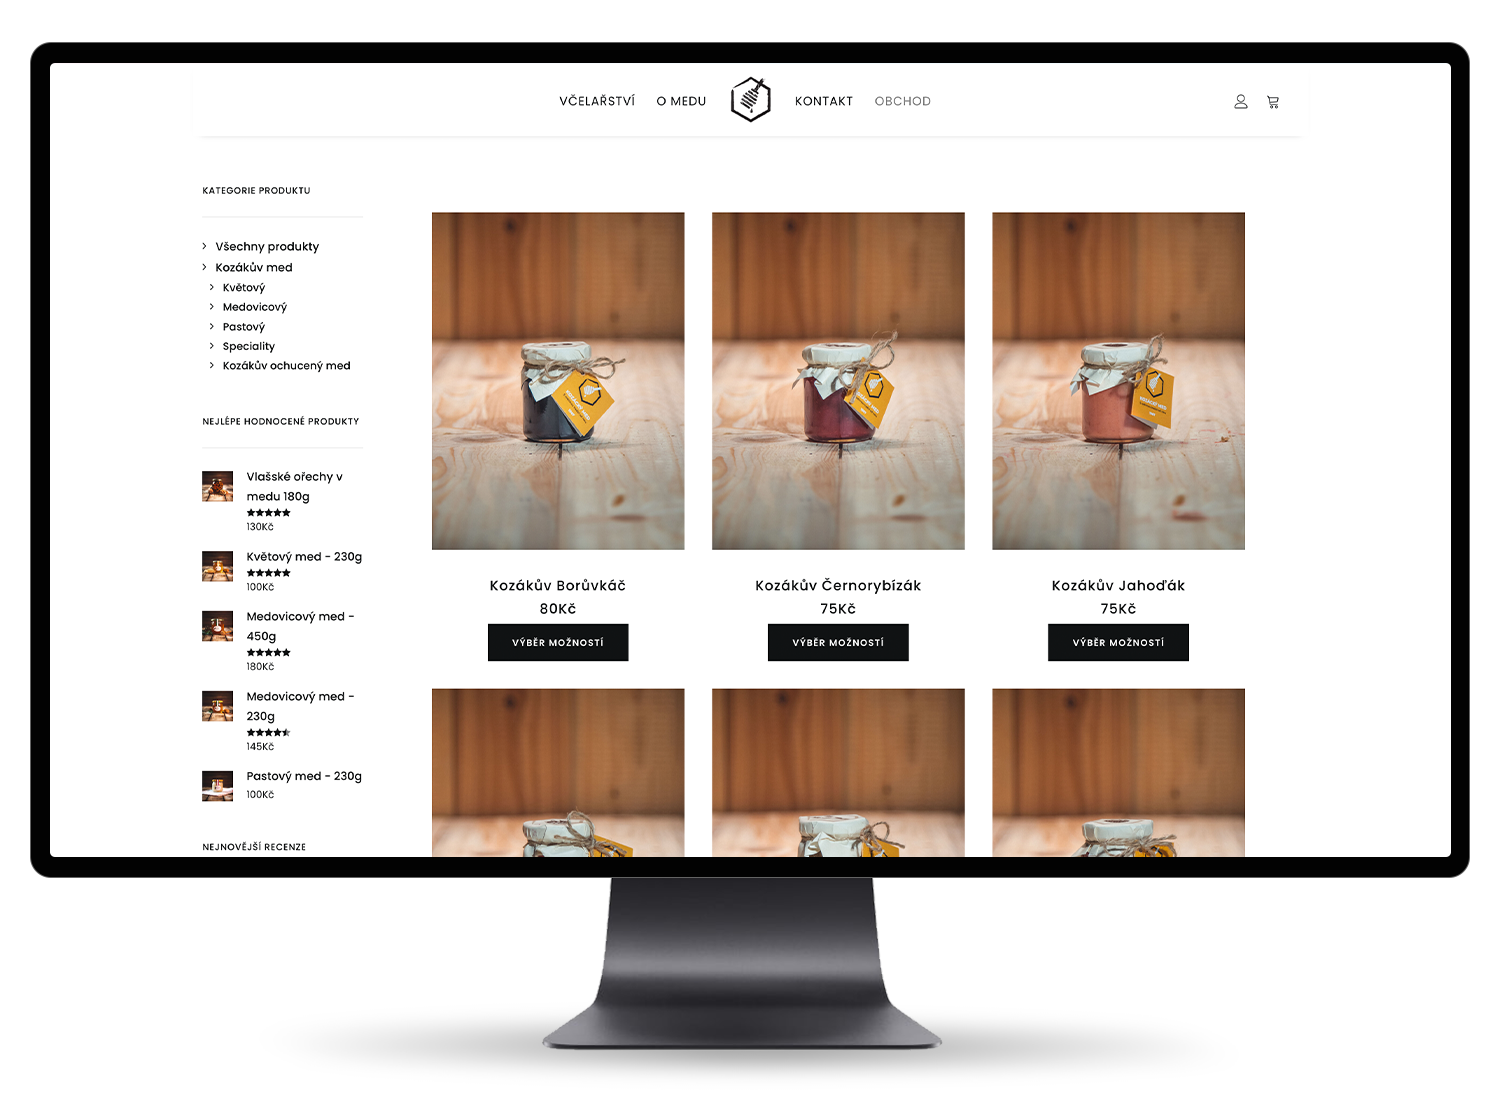 VČELAŘSTVÍ O MEDU KONTAKT OBCHOD
KATEGORIE PRODUKTU
Všechny produkty
Kozákův med
Květový
Medovicový
Pastový
Speciality
Kozákův ochucený med
NEJLÉPE HODNOCENÉ PRODUKTY
Vlašské ořechy v
medu 180g
130Kč
Květový med - 230g
100Kč
Medovicový med -
450g
180Kč
Medovicový med -
230g
145Kč
Pastový med - 230g
100Kč
NEJNOVĚJŠÍ RECENZE
Kozákův Borůvkáč
80Kč
VÝBĚR MOŽNOSTÍ
Kozákův Černorybízák
75Kč
VÝBĚR MOŽNOSTÍ
Kozákův Jahoďák
75Kč
VÝBĚR MOŽNOSTÍ